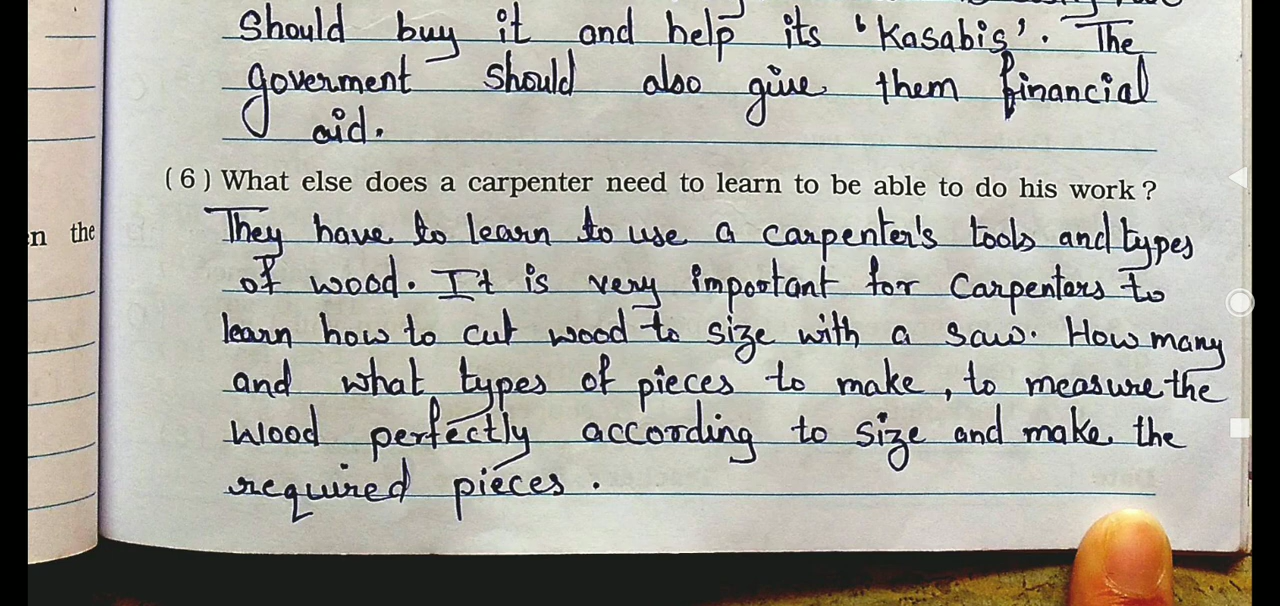 should buy it and help its 'Kasabis'. The
goverment should also give them financial
aid.
(6) What else does a carpenter need to learn to be able to do his work?
n the
They have to learn to use a carpenter's tools and types
of wood. It is very important for carpenters to
learn how to cut wood to size with a saw. How many
and what types of pieces to make, to measure the
wood perfectly according to size and make the
required pieces.